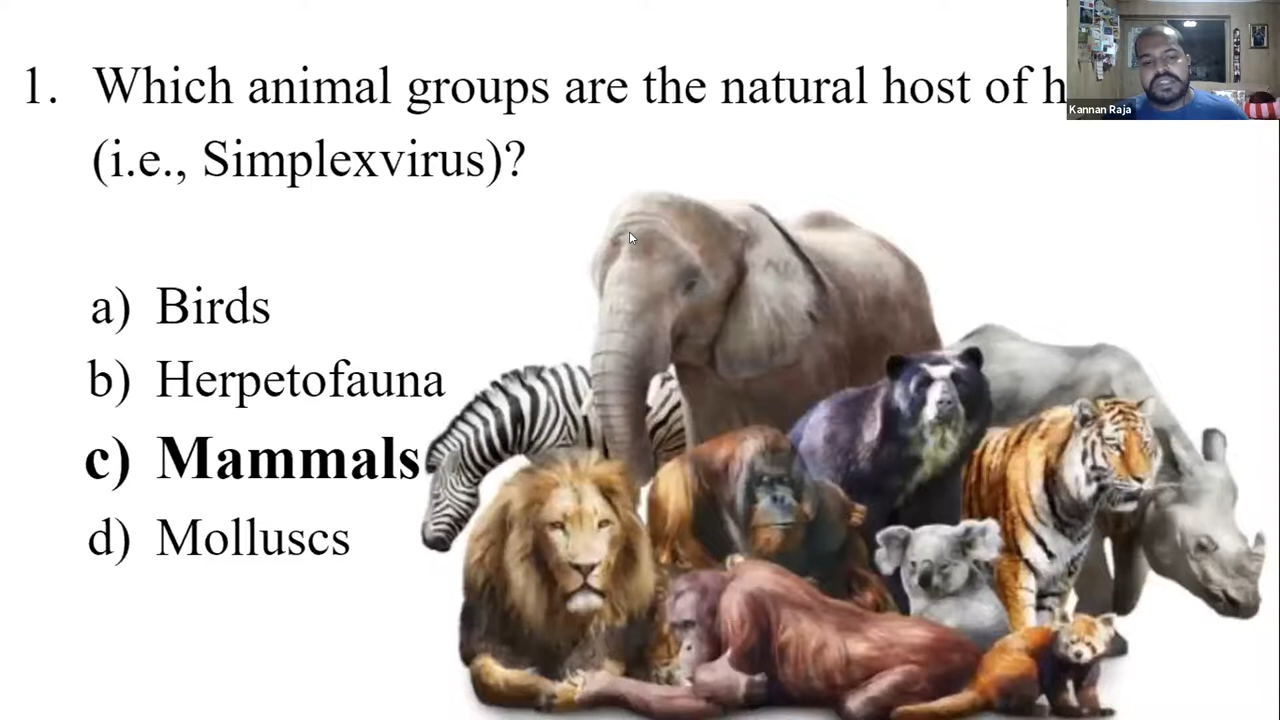 1. Which animal groups are the natural host of h
Kannan Raja
(i.e., Simplexvirus)?
a) Birds
b) Herpetofauna
c) Mammals
d) Molluscs